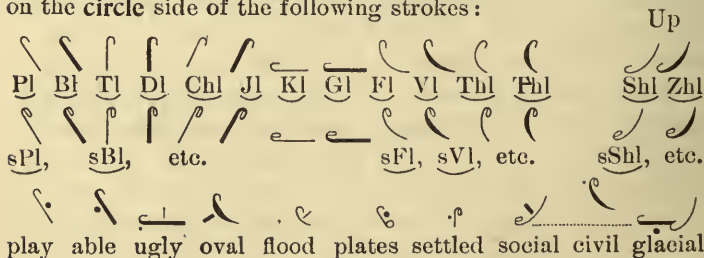 on the circle side of the following strokes:
Up
Pl Bl Tl Dl Chl Jl Kl Gl Fl Vl Thl Thl Shl Zhl
sPl, sBl, etc. sFl, sVl, etc. sShl, etc.
play able ugly oval flood plates settled social civil glacial